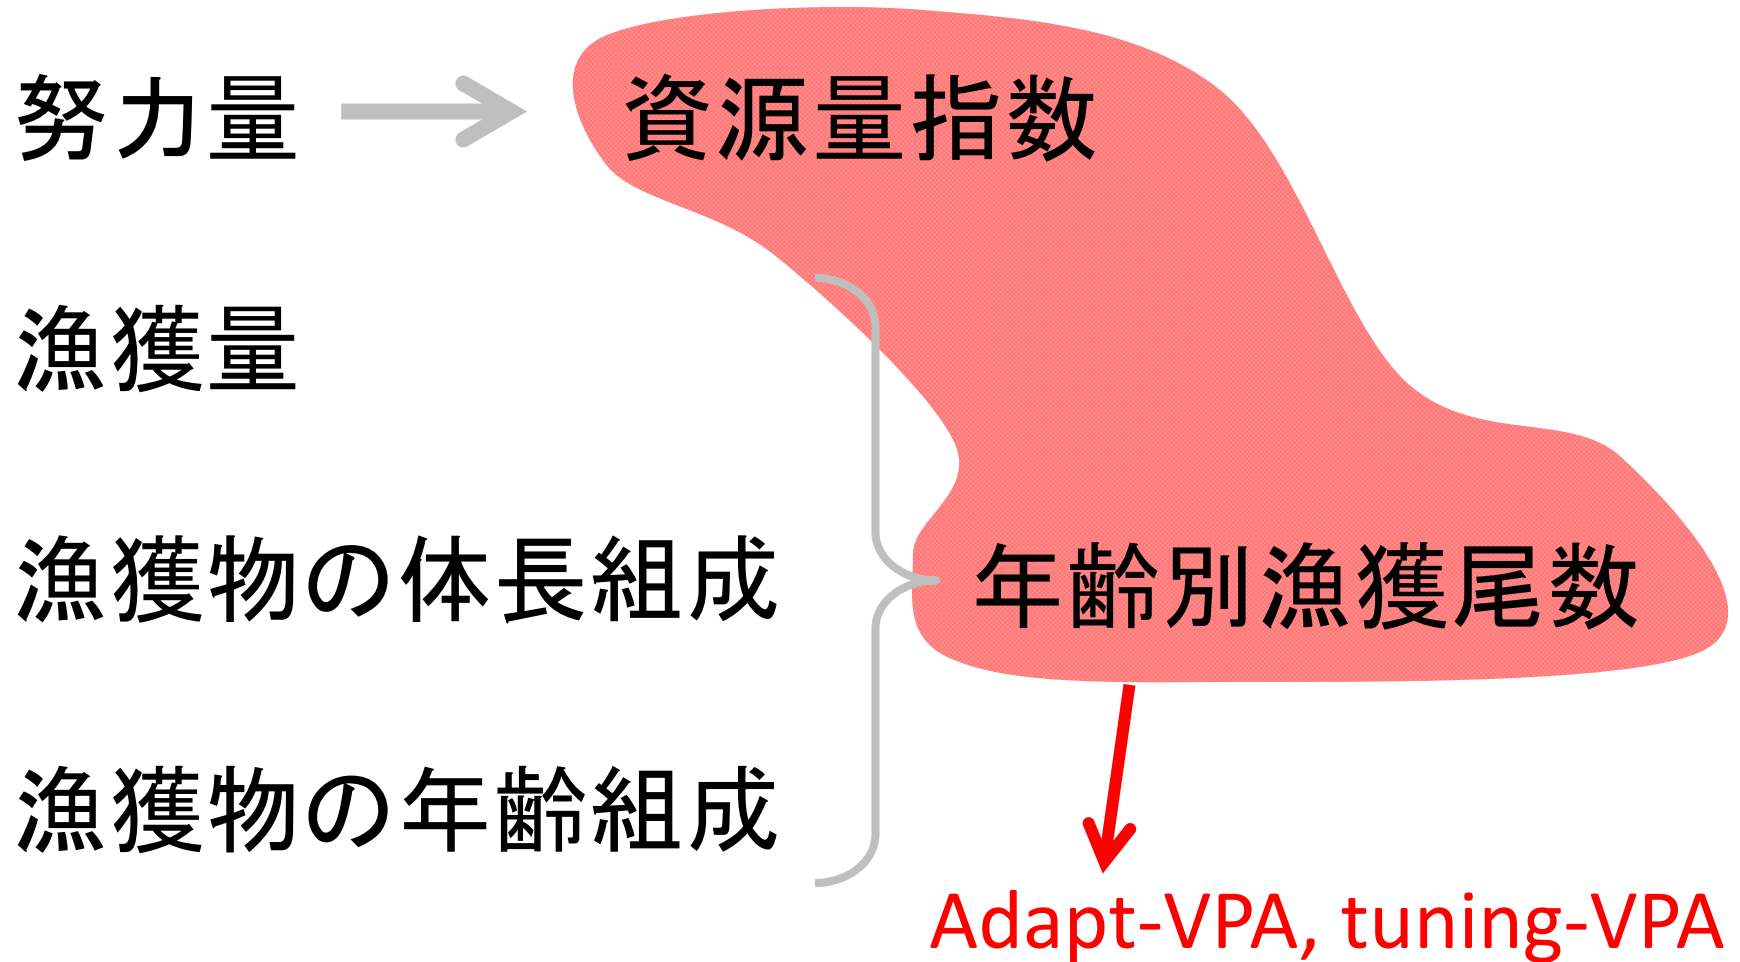 努力量
資源量指数
漁獲量
漁獲物の体長組成
年齢別漁獲尾数
漁獲物の年齢組成
Adapt-VPA, tuning-VPA